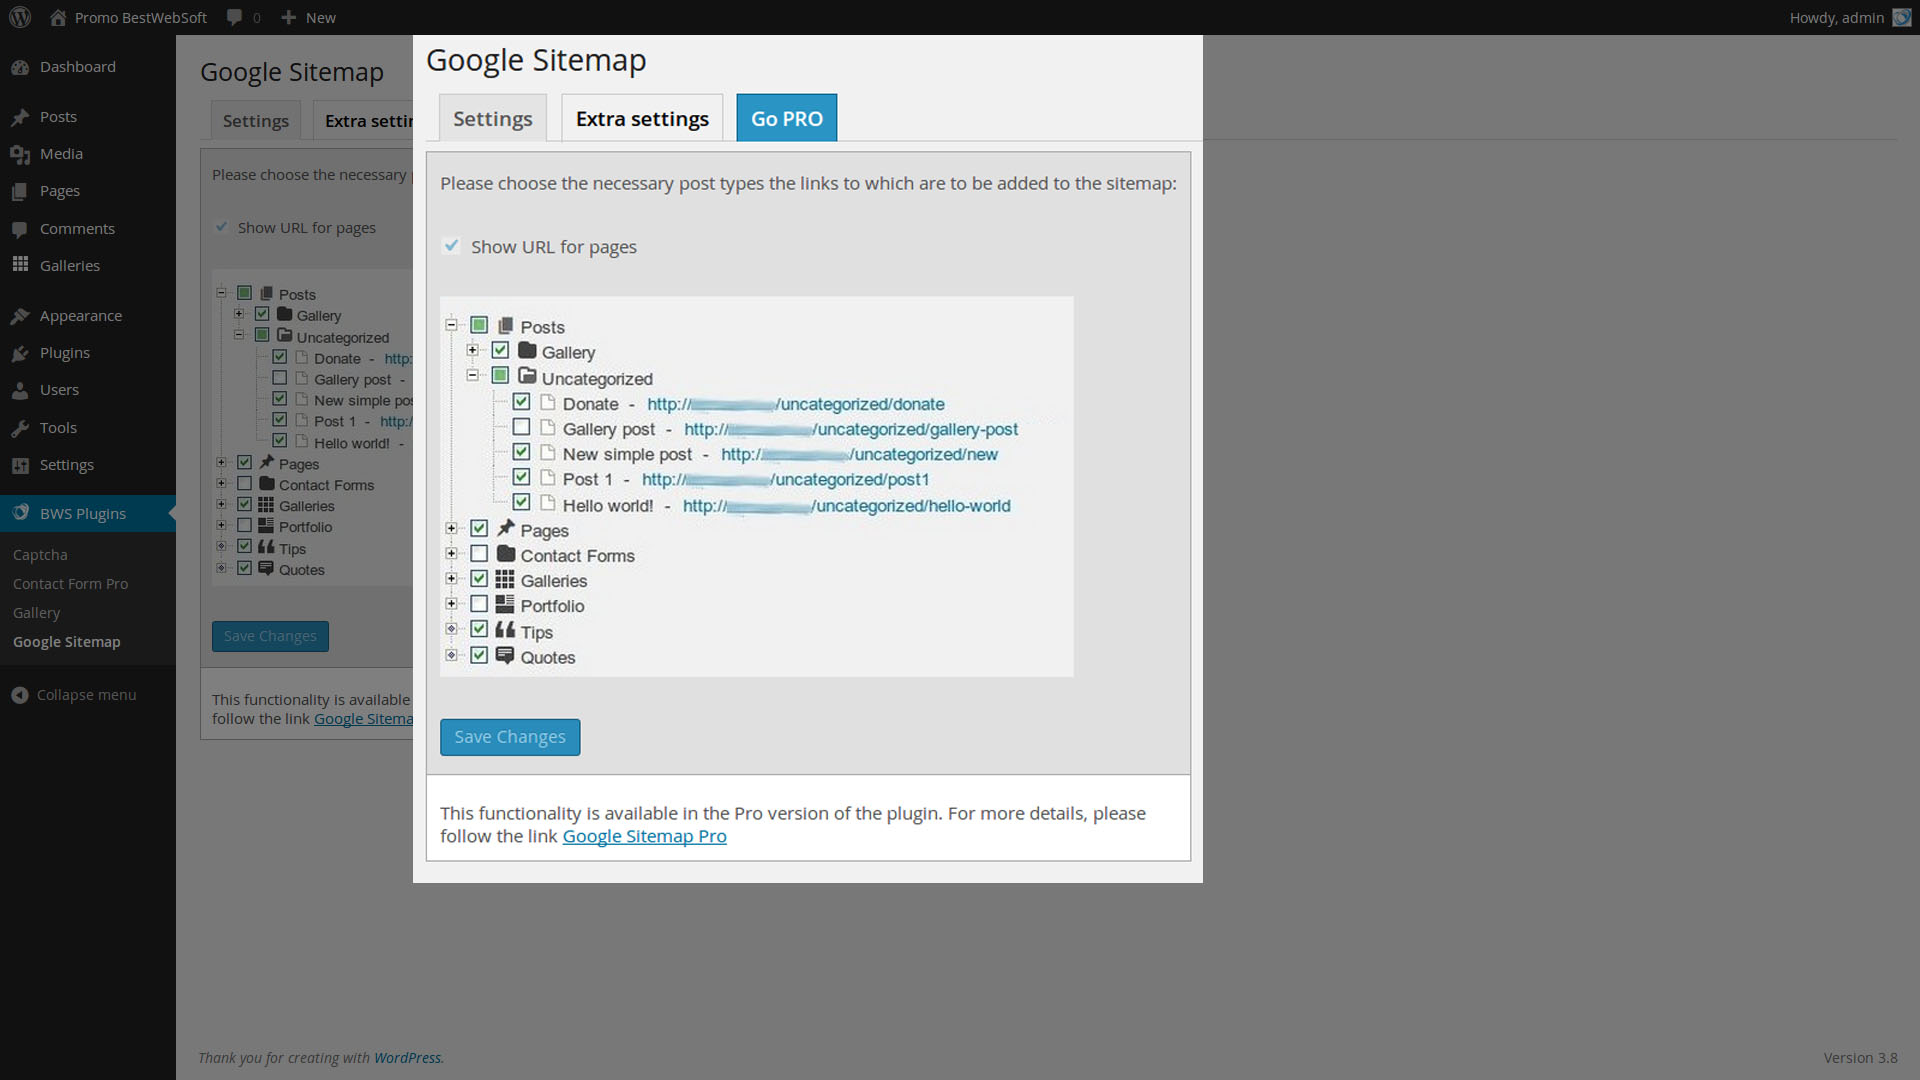 Promo BestWebSoft 0 New Howdy, admin
Dashboard
Posts
Media
Pages
Comments
Galleries
Appearance
Plugins
Users
Tools
Settings
BWS Plugins
Captcha
Contact Form Pro
Gallery
Google Sitemap
Collapse menu
Google Sitemap
Settings Extra settin
Please choose the necessary
Show URL for pages
Posts
Gallery
Uncategorized
Donate - http:
Gallery post -
New simple pos
Post 1 - http:/
Hello world! -
Pages
Contact Forms
Galleries
Portfolio
Tips
Quotes
Save Changes
This functionality is available
follow the link Google Sitema
Google Sitemap
Settings Extra settings Go PRO
Please choose the necessary post types the links to which are to be added to the sitemap:
Show URL for pages
Posts
Gallery
Uncategorized
Donate - http:// /uncategorized/donate
Gallery post - http:// /uncategorized/gallery-post
New simple post - http:// /uncategorized/new
Post 1 - http:// /uncategorized/post1
Hello world! - http:// /uncategorized/hello-world
Pages
Contact Forms
Galleries
Portfolio
Tips
Quotes
Save Changes
This functionality is available in the Pro version of the plugin. For more details, please
follow the link Google Sitemap Pro
Thank you for creating with WordPress. Version 3.8